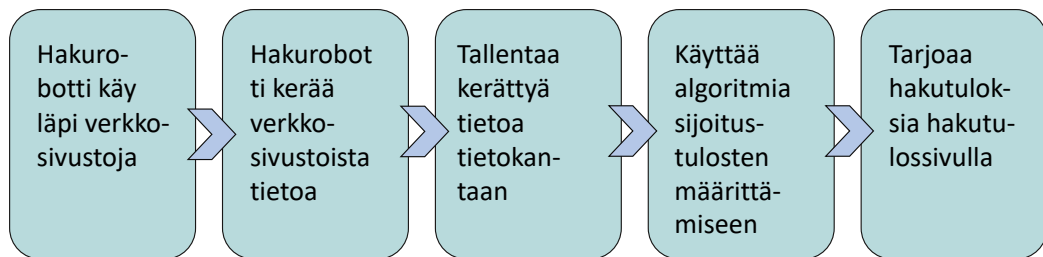 Hakuro-
botti käy
läpi verkko-
sivustoja
Hakurobot
ti kerää
verkko-
sivustoista
tietoa
Tallentaa
kerättyä
tietoa
tietokan-
taan
Käyttää
algoritmia
sijoitus-
tulosten
määrittä-
miseen
Tarjoaa
hakutulok-
sia hakutu-
lossivulla